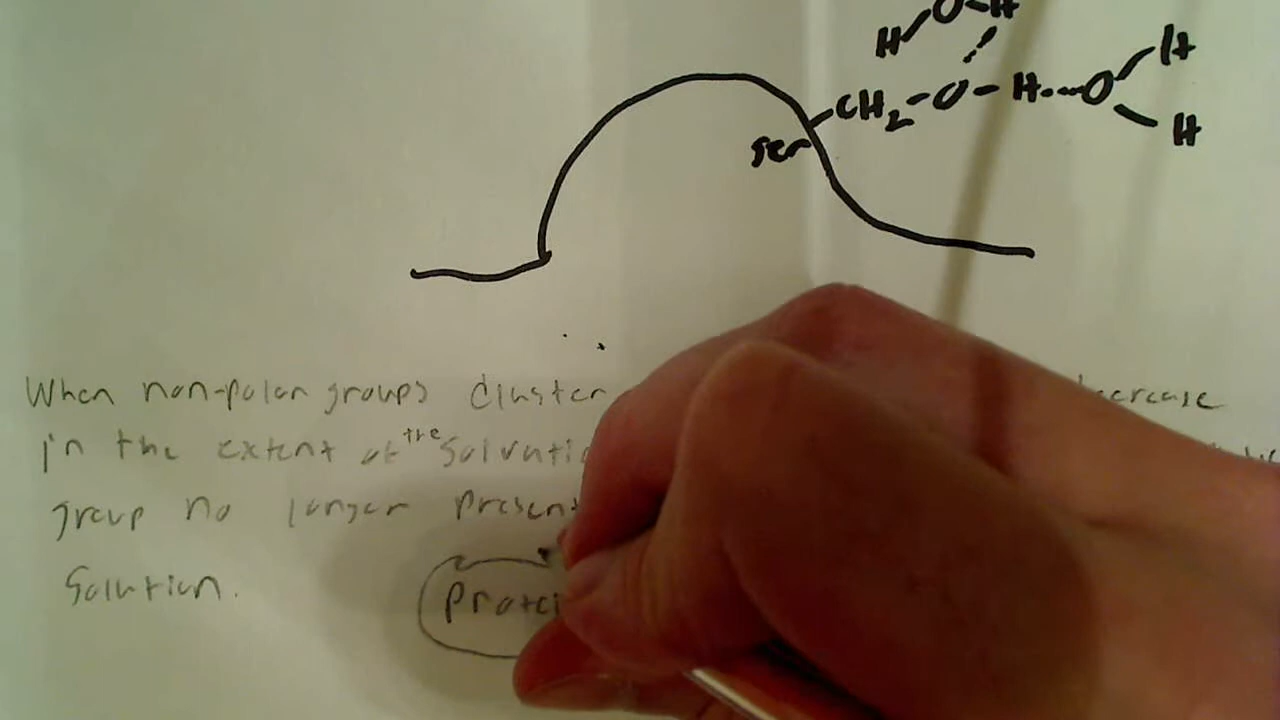 H O H
CH2 - O - H O H
H
ser
When non-polar groups cluster decrease
in the extent of the Solvatio
group no longer present
Solution.
Protei